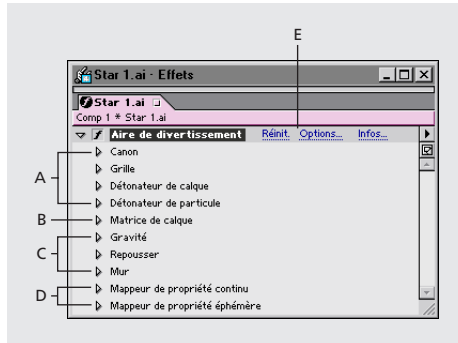 E
Star 1.ai - Effets
Star 1.ai
Comp 1 * Star 1.ai
Aire de divertissement Réinit. Options... Infos...
Canon
Grille
A
Détonateur de calque
Détonateur de particule
B Matrice de calque
Gravité
C Repousser
Mur
D Mappeur de propriété continu
Mappeur de propriété éphémère